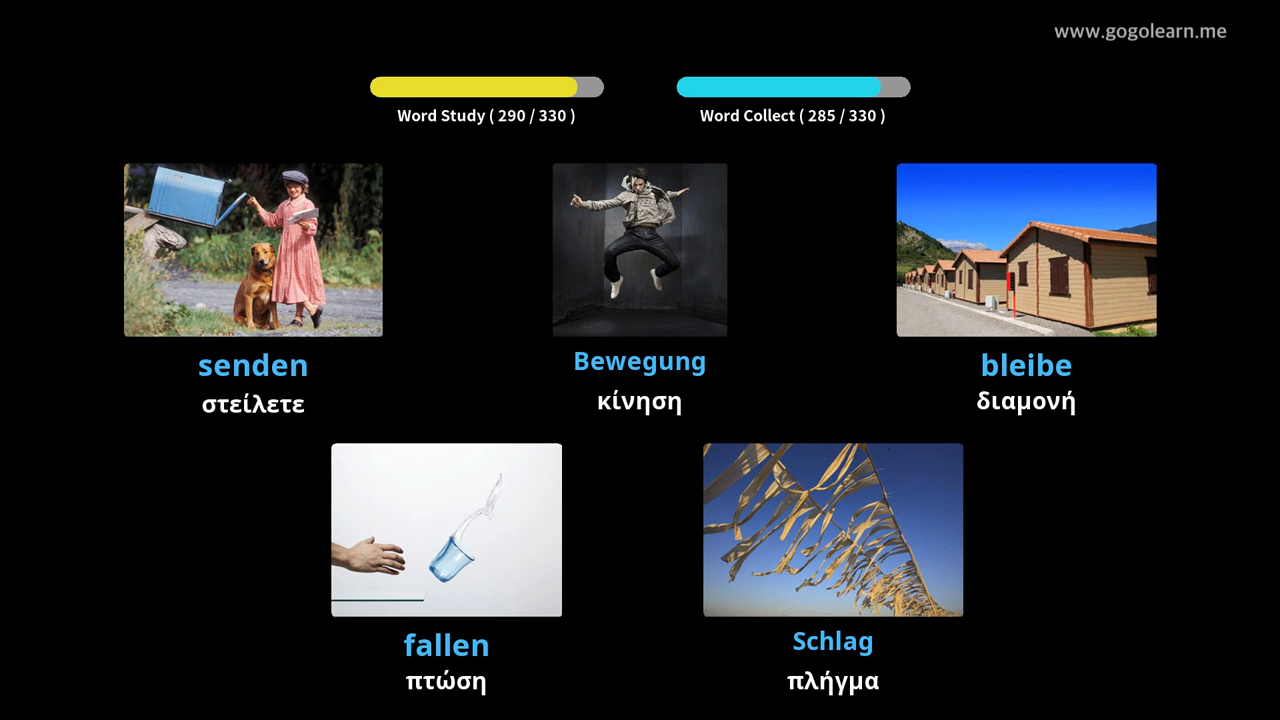 www.gogolearn.me
Word Study ( 290 / 330 )
Word Collect ( 285 / 330 )
senden
στείλετε
Bewegung
κίνηση
bleibe
διαμονή
fallen
πτώση
Schlag
πλήγμα